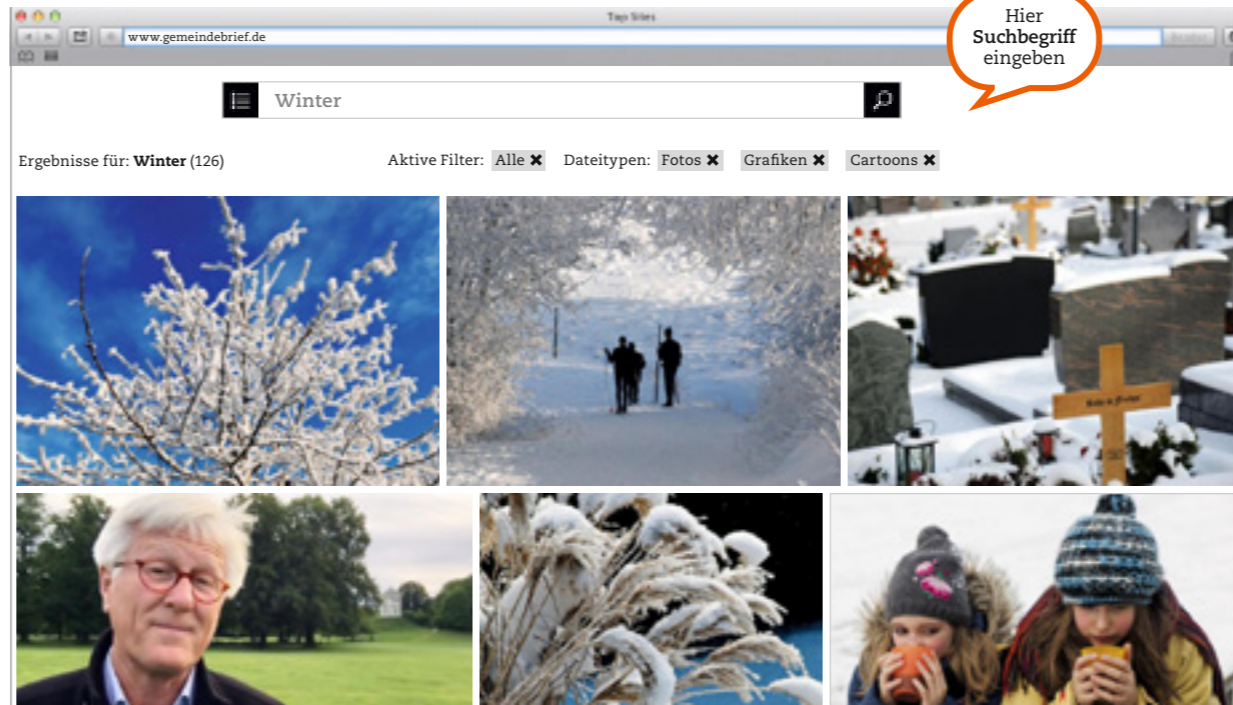 Top Sites
www.gemeindebrief.de
Hier
Suchbegriff
eingeben
Winter
Ergebnisse für: Winter (126)
Aktive Filter: Alle ✖ Dateitypen: Fotos ✖ Grafiken ✖ Cartoons ✖